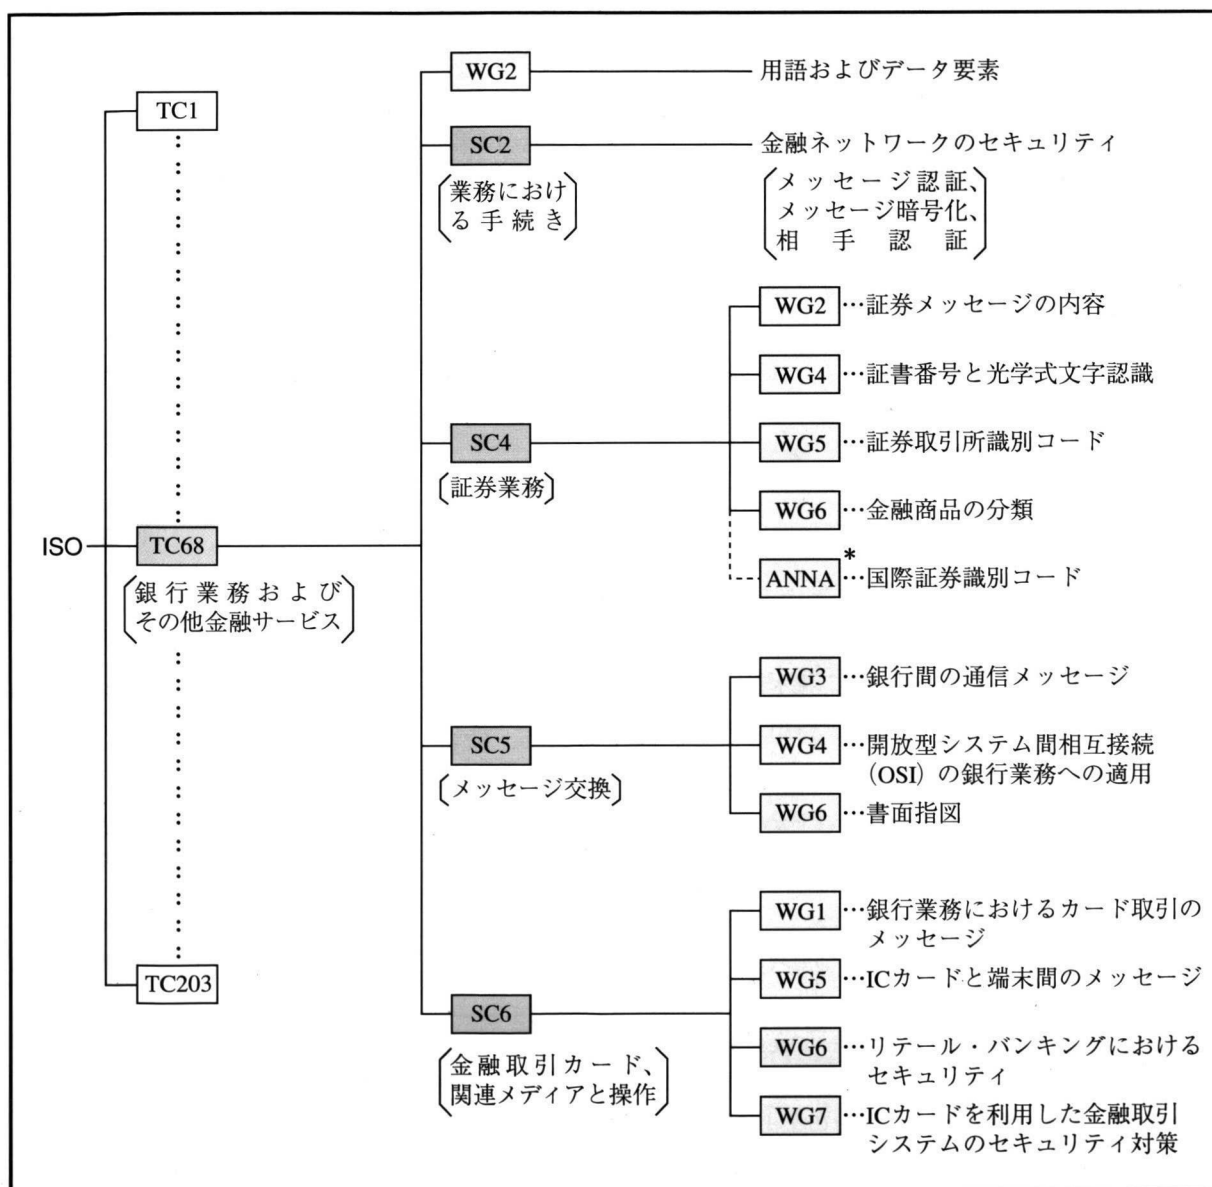 ISO
TC1
TC68
銀行業務および
その他金融サービス
TC203
WG2
用語およびデータ要素
SC2
業務におけ
る手続き
金融ネットワークのセキュリティ
メッセージ認証、
メッセージ暗号化、
相手認証
SC4
証券業務
WG2…証券メッセージの内容
WG4…証書番号と光学式文字認識
WG5…証券取引所識別コード
WG6…金融商品の分類
ANNA*…国際証券識別コード
SC5
メッセージ交換
WG3…銀行間の通信メッセージ
WG4…開放型システム間相互接続
(OSI)の銀行業務への適用
WG6…書面指図
SC6
金融取引カード、
関連メディアと操作
WG1…銀行業務におけるカード取引の
メッセージ
WG5…ICカードと端末間のメッセージ
WG6…リテール・バンキングにおける
セキュリティ
WG7…ICカードを利用した金融取引
システムのセキュリティ対策